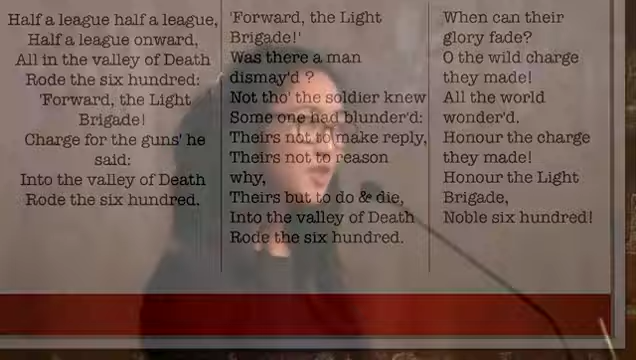 Half a league half a league,
Half a league onward,
All in the valley of Death
Rode the six hundred:
'Forward, the Light
Brigade!
Charge for the guns' he
said:
Into the valley of Death
Rode the six hundred.
'Forward, the Light
Brigade!'
Was there a man
dismay'd ?
Not tho' the soldier knew
Some one had blunder'd:
Theirs not to make reply,
Theirs not to reason
why,
Theirs but to do & die,
Into the valley of Death
Rode the six hundred.
When can their
glory fade?
O the wild charge
they made!
All the world
wonder'd.
Honour the charge
they made!
Honour the Light
Brigade,
Noble six hundred!